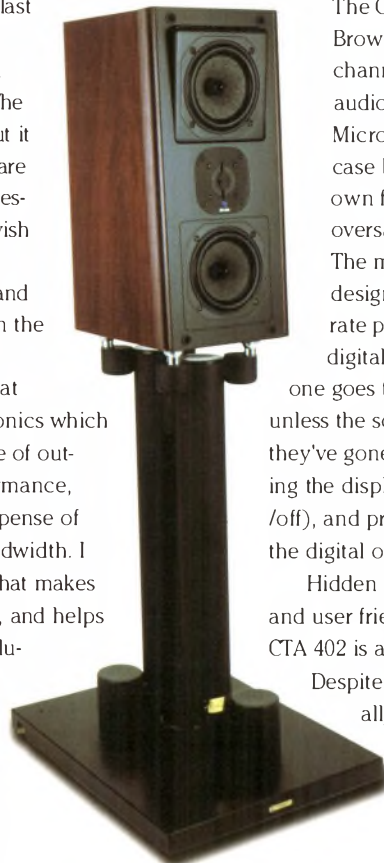 last
he
ut it
are
es-
vish
and
n the
at
onics which
e of out-
rmance,
pense of
dwidth. I
hat makes
, and helps
lu-
The C
Brow
chann
audio
Micro
case l
own f
oversa
The m
design
rate p
digital
one goes t
unless the so
they've gone
ing the displ
/off), and pr
the digital o
Hidden
and user frie
CTA 402 is a
Despite
all